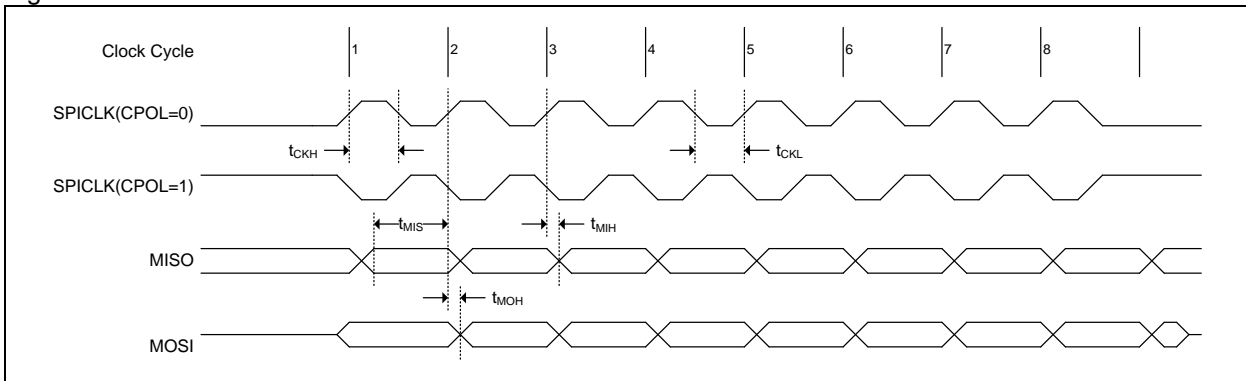 Clock Cycle
1 2 3 4 5 6 7 8
SPICLK(CPOL=0)
tCKH
tCKL
SPICLK(CPOL=1)
tMIS
tMIH
MISO
tMOH
MOSI